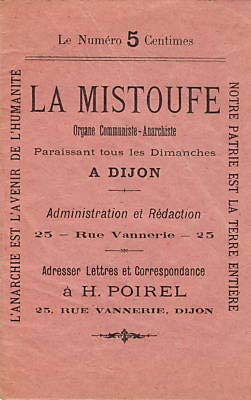 Le Numéro 5 Centimes
L'ANARCHIE EST L'AVENIR DE L'HUMANITÉ
LA MISTOUFE
Organe Communiste-Anarchiste
Paraissant tous les Dimanches
A DIJON
Administration et Rédaction
25 — Rue Vannerie — 25
Adresser Lettres et Correspondance
à H. POIREL
25, RUE VANNERIE, DIJON
NOTRE PATRIE EST LA TERRE ENTIÈRE